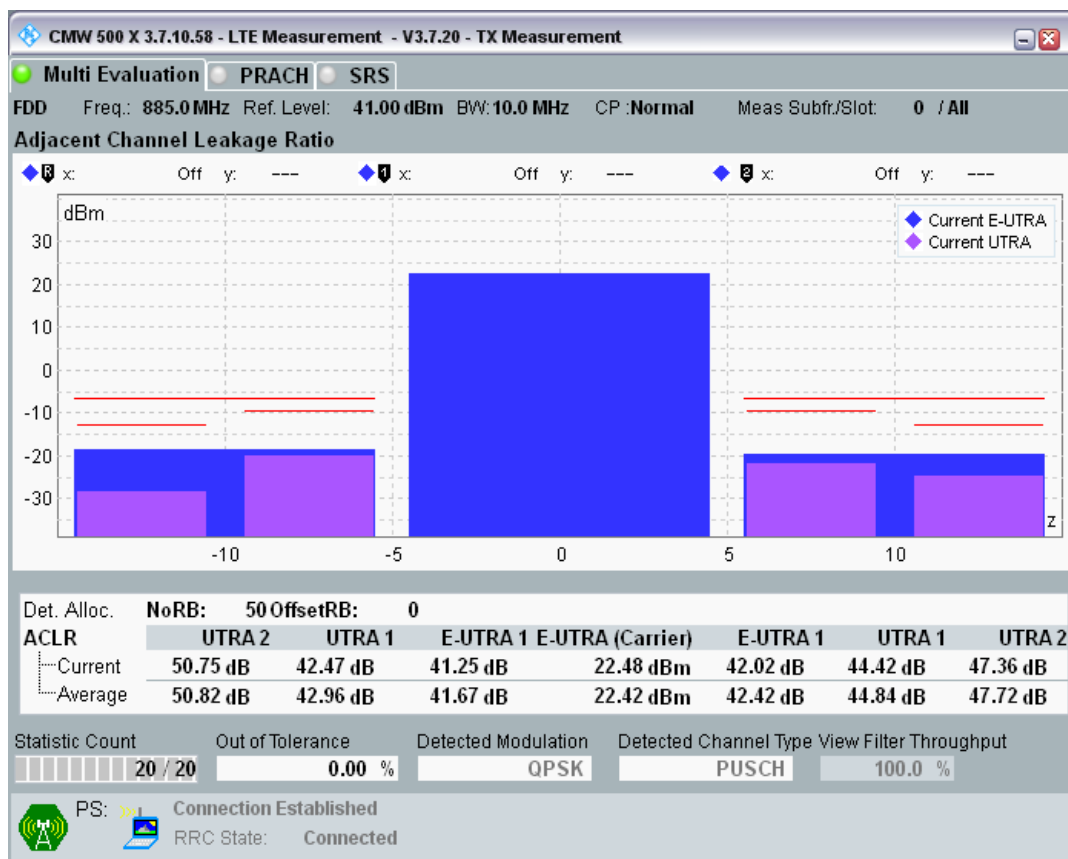 CMW 500 X 3.7.10.58 - LTE Measurement - V3.7.20 - TX Measurement
Multi Evaluation PRACH SRS
FDD Freq.: 885.0 MHz Ref. Level: 41.00 dBm BW: 10.0 MHz CP :Normal Meas Subfr./Slot: 0 / All
Adjacent Channel Leakage Ratio
R x: Off y: --- 1 x: Off y: --- 2 x: Off y: ---
dBm
Current E-UTRA
Current UTRA
30
20
10
0
-10
-20
-30
z
-10 -5 0 5 10
Det. Alloc. NoRB: 50 OffsetRB: 0
ACLR UTRA 2 UTRA 1 E-UTRA 1 E-UTRA (Carrier) E-UTRA 1 UTRA 1 UTRA 2
Current 50.75 dB 42.47 dB 41.25 dB 22.48 dBm 42.02 dB 44.42 dB 47.36 dB
Average 50.82 dB 42.96 dB 41.67 dB 22.42 dBm 42.42 dB 44.84 dB 47.72 dB
Statistic Count Out of Tolerance Detected Modulation Detected Channel Type View Filter Throughput
20 / 20 0.00 % QPSK PUSCH 100.0 %
PS: Connection Established
RRC State: Connected